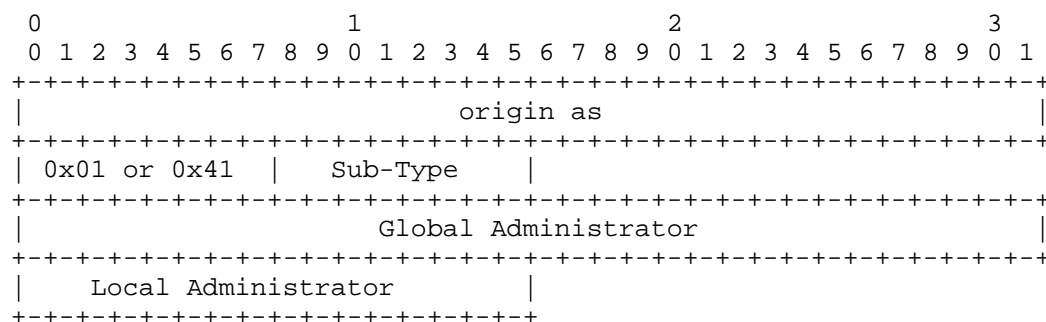 0                   1                   2                   3
 0 1 2 3 4 5 6 7 8 9 0 1 2 3 4 5 6 7 8 9 0 1 2 3 4 5 6 7 8 9 0 1
+-+-+-+-+-+-+-+-+-+-+-+-+-+-+-+-+-+-+-+-+-+-+-+-+-+-+-+-+-+-+-+-+
|                           origin as                           |
+-+-+-+-+-+-+-+-+-+-+-+-+-+-+-+-+-+-+-+-+-+-+-+-+-+-+-+-+-+-+-+-+
| 0x01 or 0x41  |   Sub-Type    |
+-+-+-+-+-+-+-+-+-+-+-+-+-+-+-+-+-+-+-+-+-+-+-+-+-+-+-+-+-+-+-+-+
|                      Global Administrator                     |
+-+-+-+-+-+-+-+-+-+-+-+-+-+-+-+-+-+-+-+-+-+-+-+-+-+-+-+-+-+-+-+-+
|    Local Administrator        |
+-+-+-+-+-+-+-+-+-+-+-+-+-+-+-+-+